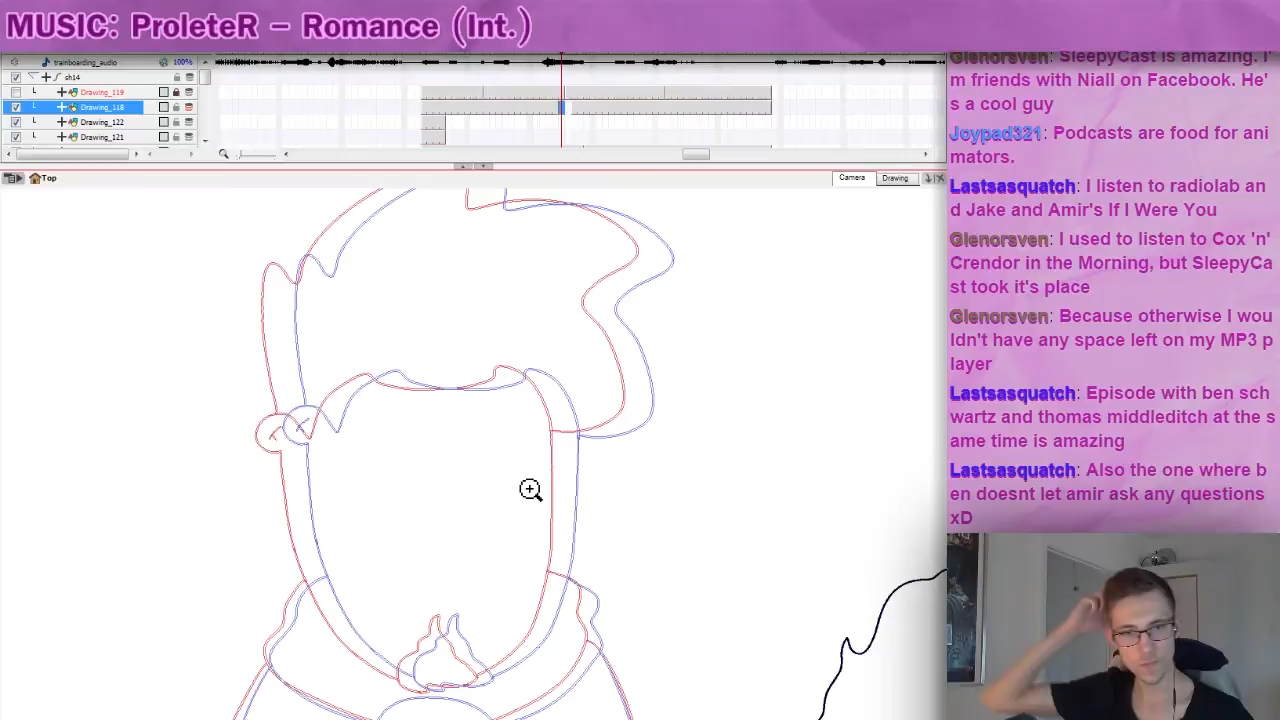 MUSIC: ProleteR – Romance (Int.)
trainboarding_audio
100%
sh14
Drawing_119
Drawing_118
Drawing_122
Drawing_121
Top
Camera
Drawing
Glenorsven: SleepyCast is amazing. I'
m friends with Niall on Facebook. He'
s a cool guy
Joypad321: Podcasts are food for ani
mators.
Lastsasquatch: I listen to radiolab an
d Jake and Amir's If I Were You
Glenorsven: I used to listen to Cox 'n'
Crendor in the Morning, but SleepyCa
st took it's place
Glenorsven: Because otherwise I wou
ldn't have any space left on my MP3 p
layer
Lastsasquatch: Episode with ben sch
wartz and thomas middleditch at the s
ame time is amazing
Lastsasquatch: Also the one where b
en doesnt let amir ask any questions
xD